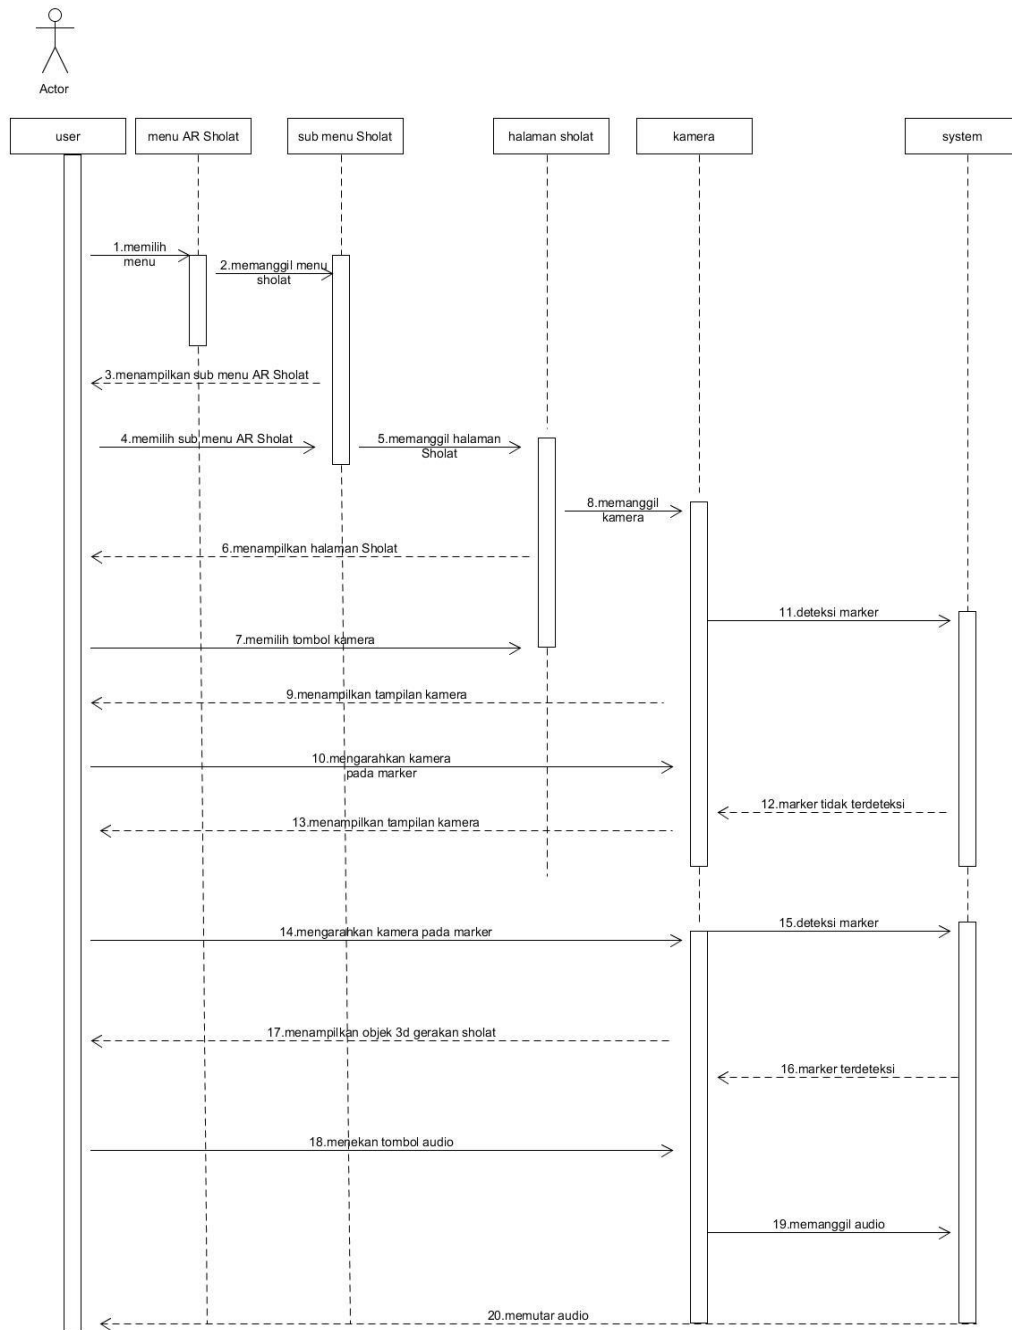 Actor
user
menu AR Sholat
sub menu Sholat
halaman sholat
kamera
system
1.memilih
menu
2.memanggil menu
sholat
3.menampilkan sub menu AR Sholat
4.memilih sub menu AR Sholat
5.memanggil halaman
Sholat
8.memanggil
kamera
6.menampilkan halaman Sholat
11.deteksi marker
7.memilih tombol kamera
9.menampilkan tampilan kamera
10.mengarahkan kamera
pada marker
12.marker tidak terdeteksi
13.menampilkan tampilan kamera
15.deteksi marker
14.mengarahkan kamera pada marker
17.menampilkan objek 3d gerakan sholat
16.marker terdeteksi
18.menekan tombol audio
19.memanggil audio
20.memutar audio